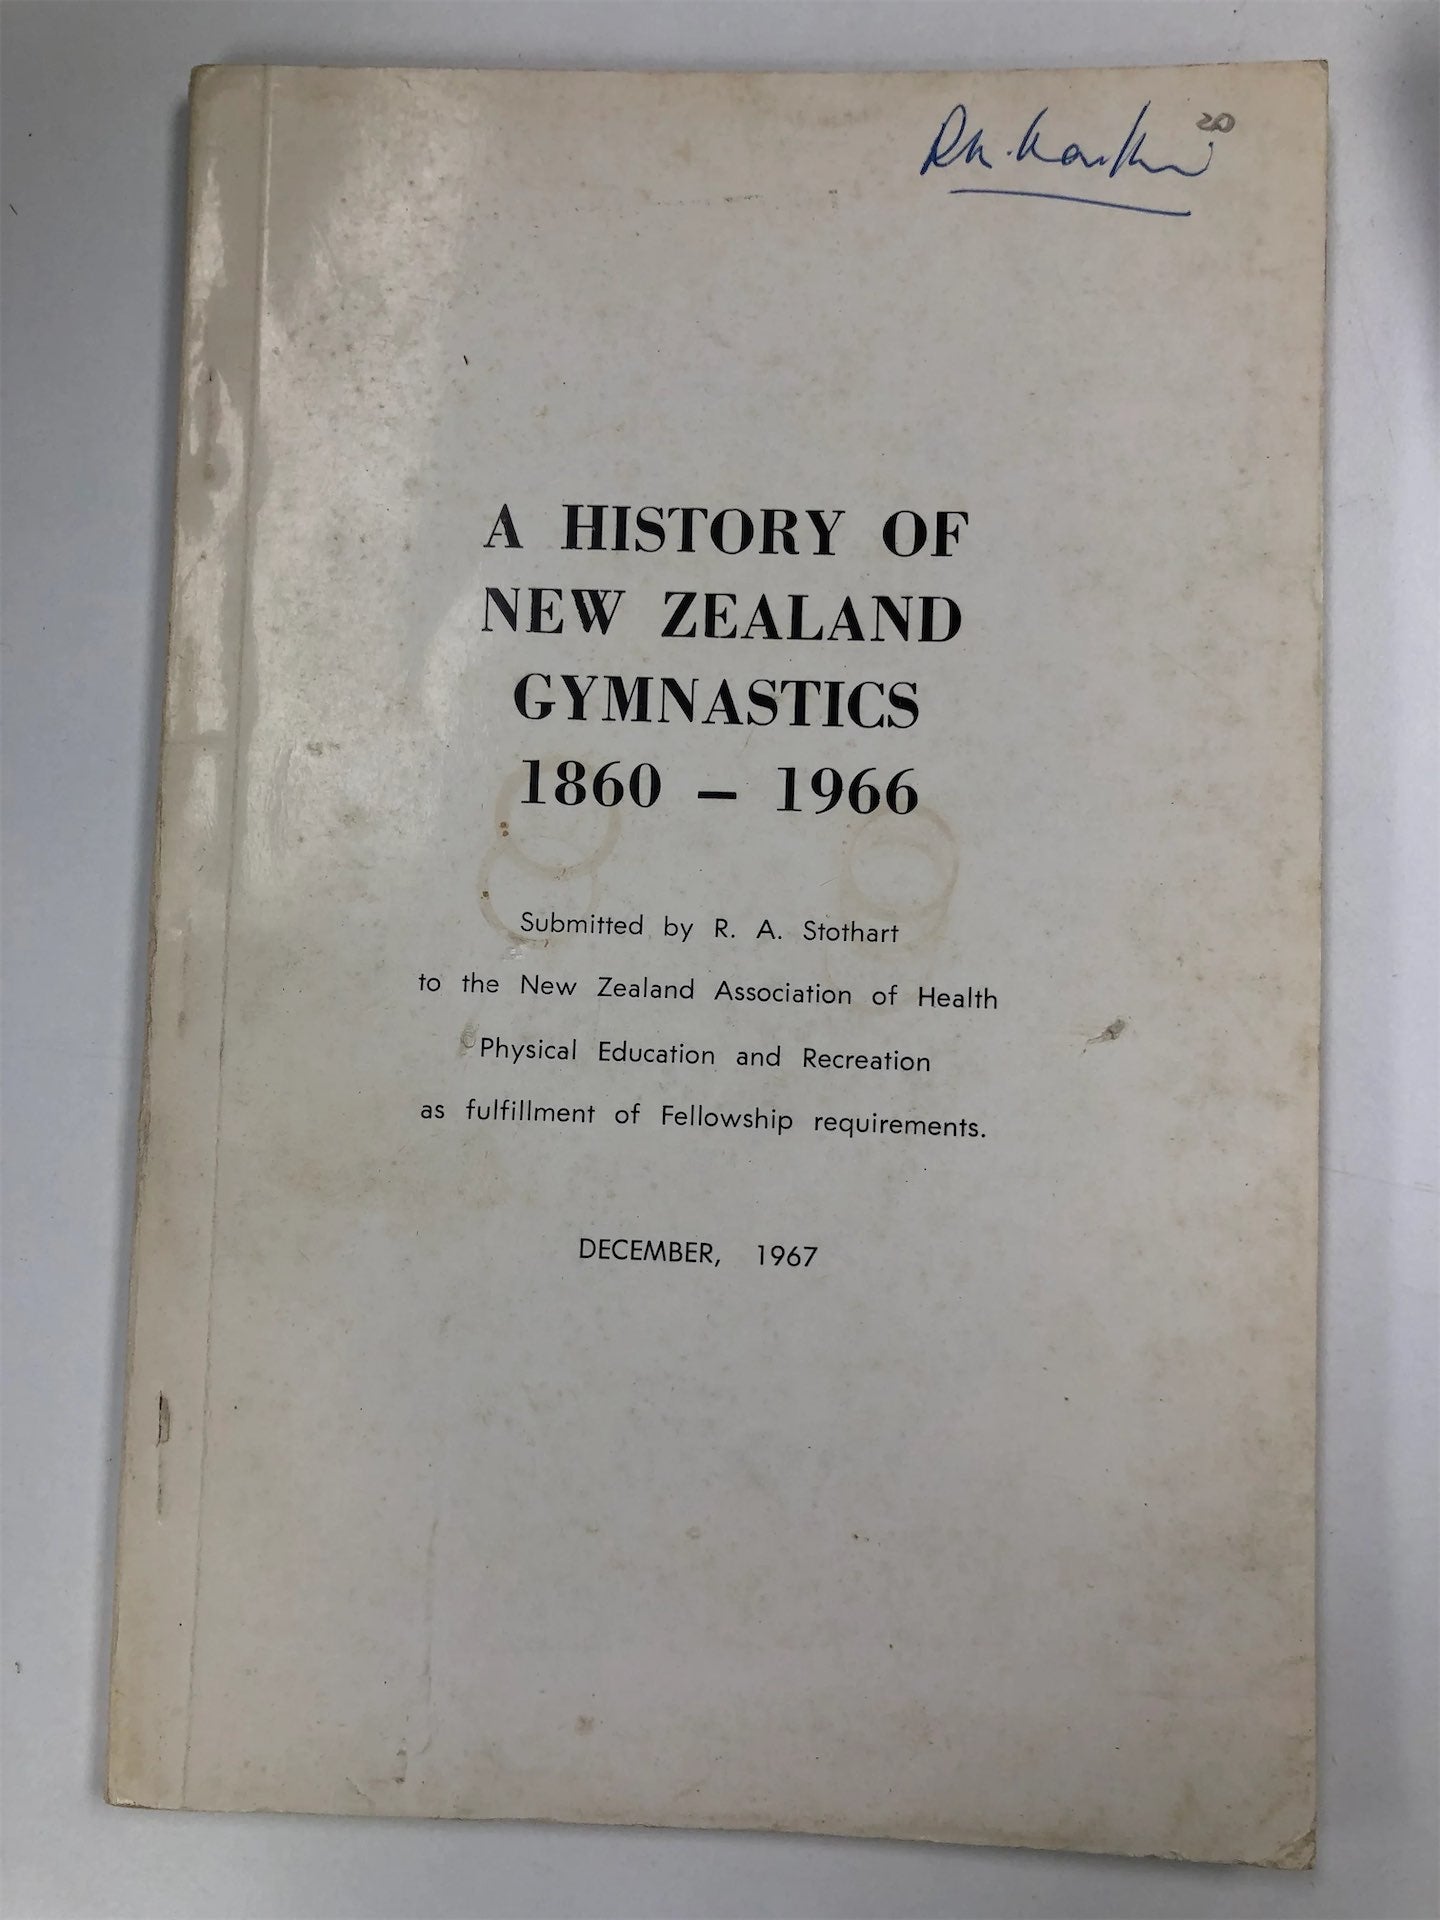 A HISTORY OF
NEW ZEALAND
GYMNASTICS
1860 – 1966
Submitted by R. A. Stothart
to the New Zealand Association of Health
Physical Education and Recreation
as fulfillment of Fellowship requirements.
DECEMBER, 1967